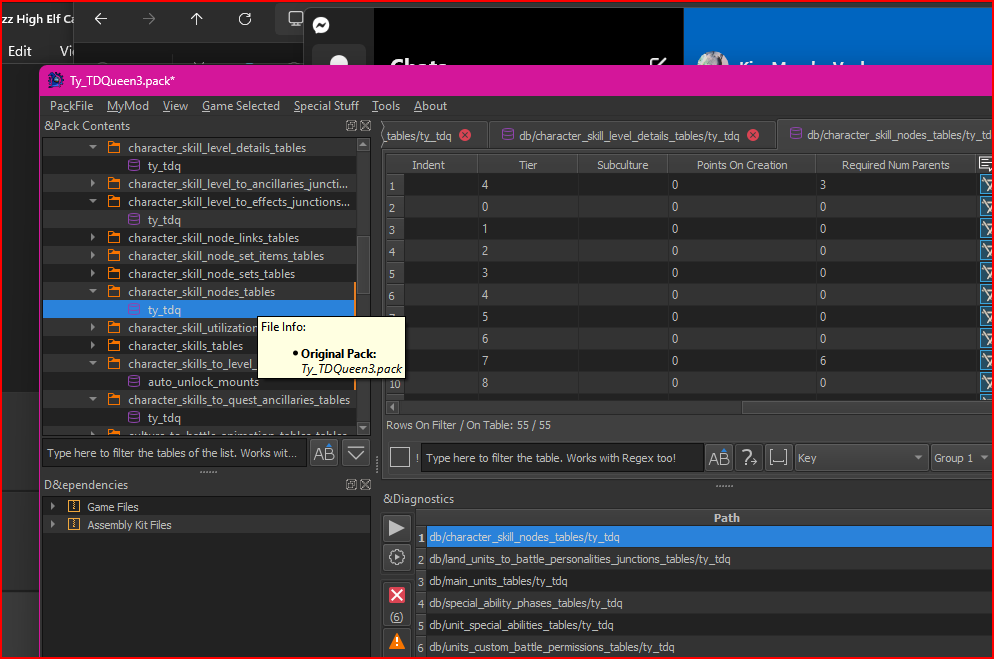 zz High Elf Ca
Edit
Vi
Chats
Ty_TDQueen3.pack*
PackFile MyMod View Game Selected Special Stuff Tools About
&Pack Contents
character_skill_level_details_tables
ty_tdq
character_skill_level_to_ancillaries_juncti...
character_skill_level_to_effects_junctions...
ty_tdq
character_skill_node_links_tables
character_skill_node_set_items_tables
character_skill_node_sets_tables
character_skill_nodes_tables
ty_tdq
character_skill_utilization
character_skills_tables
character_skills_to_level_
auto_unlock_mounts
character_skills_to_quest_ancillaries_tables
ty_tdq
File Info:
• Original Pack:
Ty_TDQueen3.pack
Type here to filter the tables of the list. Works wit...
AB
D&ependencies
Game Files
Assembly Kit Files
tables/ty_tdq
db/character_skill_level_details_tables/ty_tdq
db/character_skill_nodes_tables/ty_td
Indent Tier Subculture Points On Creation Required Num Parents
1 4 0 3
2 0 0 0
3 1 0 0
4 2 0 0
5 3 0 0
6 4 0 0
5 0 0
6 0 0
7 0 6
10 8 0 0
Rows On Filter / On Table: 55 / 55
! Type here to filter the table. Works with Regex too! AB ? [...] Key Group 1
&Diagnostics
Path
1 db/character_skill_nodes_tables/ty_tdq
2 db/land_units_to_battle_personalities_junctions_tables/ty_tdq
3 db/main_units_tables/ty_tdq
4 db/special_ability_phases_tables/ty_tdq
5 db/unit_special_abilities_tables/ty_tdq
6 db/units_custom_battle_permissions_tables/ty_tdq
(6)